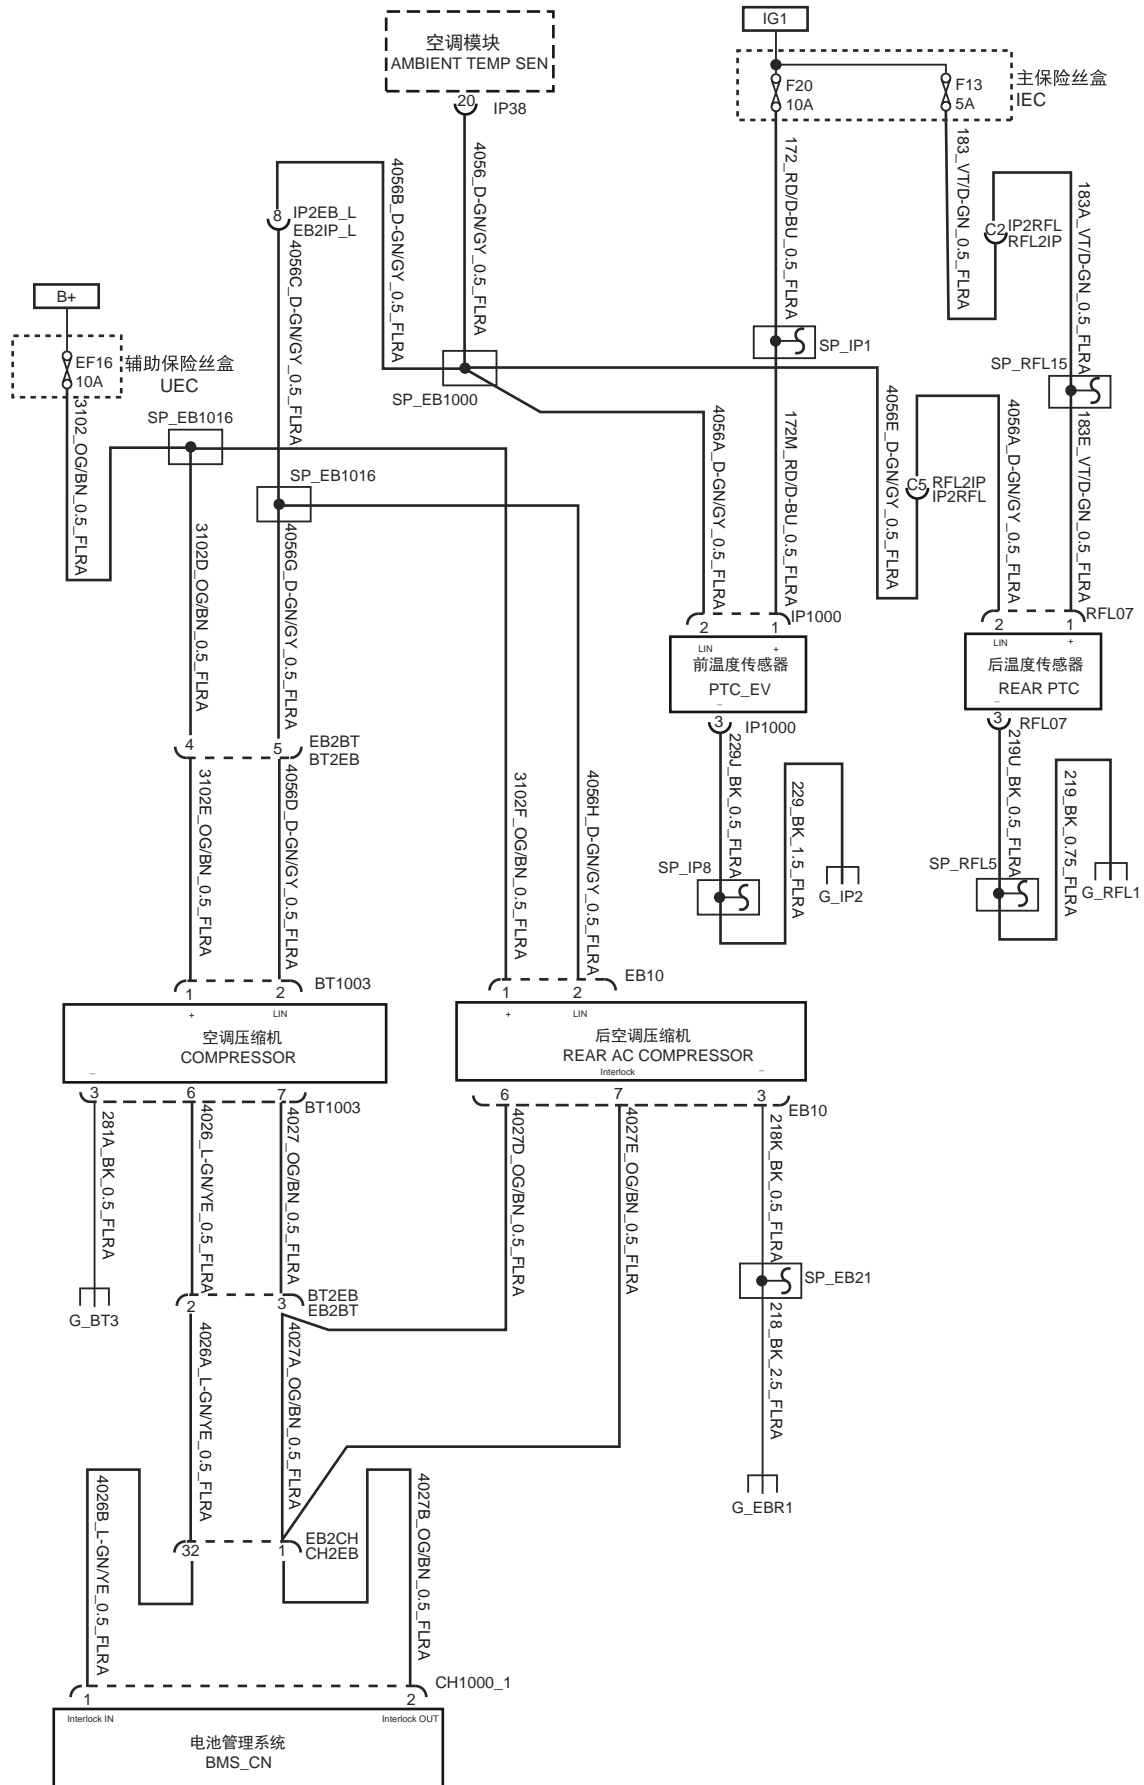 IG1
空调模块
AMBIENT TEMP SEN
20
IP38
F20
10A
F13
5A
主保险丝盒
IEC
4056B_D-GN/GY_0.5_FLRA
4056_D-GN/GY_0.5_FLRA
172_RD/D-BU_0.5_FLRA
183_VT/D-GN_0.5_FLRA
183A_VT/D-GN_0.5_FLRA
8
IP2EB_L
EB2IP_L
C2
IP2RFL
RFL2IP
4056C_D-GN/GY_0.5_FLRA
B+
EF16
10A
辅助保险丝盒
UEC
SP_IP1
SP_RFL15
SP_EB1000
3102_OG/BN_0.5_FLRA
SP_EB1016
4056A_D-GN/GY_0.5_FLRA
172M_RD/D-BU_0.5_FLRA
4056E_D-GN/GY_0.5_FLRA
4056A_D-GN/GY_0.5_FLRA
183E_VT/D-GN_0.5_FLRA
SP_EB1016
C5
RFL2IP
IP2RFL
3102D_OG/BN_0.5_FLRA
4056G_D-GN/GY_0.5_FLRA
IP1000
2
1
LIN
+
前温度传感器
PTC_EV
–
3
IP1000
RFL07
2
1
LIN
+
后温度传感器
REAR PTC
–
3
RFL07
4
5
EB2BT
BT2EB
3102E_OG/BN_0.5_FLRA
4056D_D-GN/GY_0.5_FLRA
3102F_OG/BN_0.5_FLRA
4056H_D-GN/GY_0.5_FLRA
229J_BK_0.5_FLRA
229_BK_1.5_FLRA
219U_BK_0.5_FLRA
219_BK_0.75_FLRA
SP_IP8
G_IP2
SP_RFL5
G_RFL1
BT1003
1
2
+
LIN
空调压缩机
COMPRESSOR
–
3
6
7
BT1003
EB10
1
2
+
LIN
后空调压缩机
REAR AC COMPRESSOR
Interlock
–
6
7
3
EB10
281A_BK_0.5_FLRA
4026_L-GN/YE_0.5_FLRA
4027_OG/BN_0.5_FLRA
4027D_OG/BN_0.5_FLRA
4027E_OG/BN_0.5_FLRA
218K_BK_0.5_FLRA
SP_EB21
G_BT3
2
3
BT2EB
EB2BT
4026A_L-GN/YE_0.5_FLRA
4027A_OG/BN_0.5_FLRA
218_BK_2.5_FLRA
G_EBR1
4026B_L-GN/YE_0.5_FLRA
4027B_OG/BN_0.5_FLRA
32
1
EB2CH
CH2EB
CH1000_1
1
2
Interlock IN
Interlock OUT
电池管理系统
BMS_CN